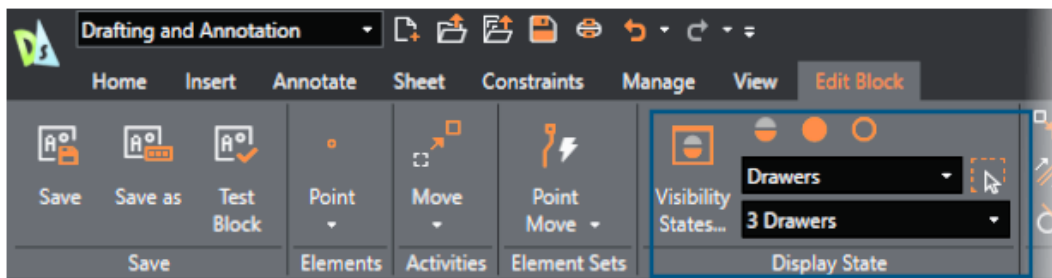 DS
Drafting and Annotation
Home Insert Annotate Sheet Constraints Manage View Edit Block
Save
Save as
Test
Block
Point
Move
Point
Move
Visibility
States...
Drawers
3 Drawers
Save Elements Activities Element Sets Display State